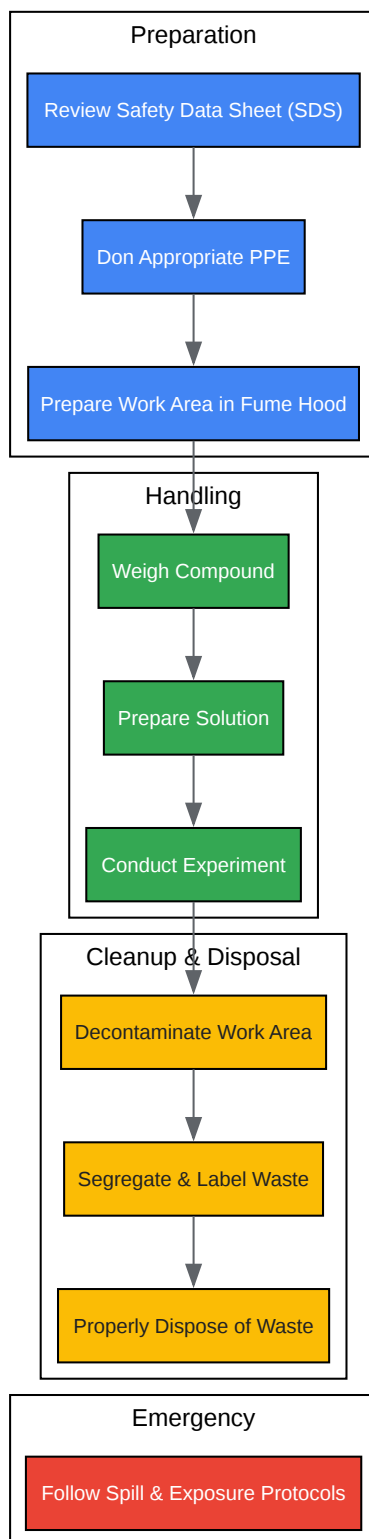 Preparation
Review Safety Data Sheet (SDS)
Don Appropriate PPE
Prepare Work Area in Fume Hood
Handling
Weigh Compound
Prepare Solution
Conduct Experiment
Cleanup & Disposal
Decontaminate Work Area
Segregate & Label Waste
Properly Dispose of Waste
Emergency
Follow Spill & Exposure Protocols